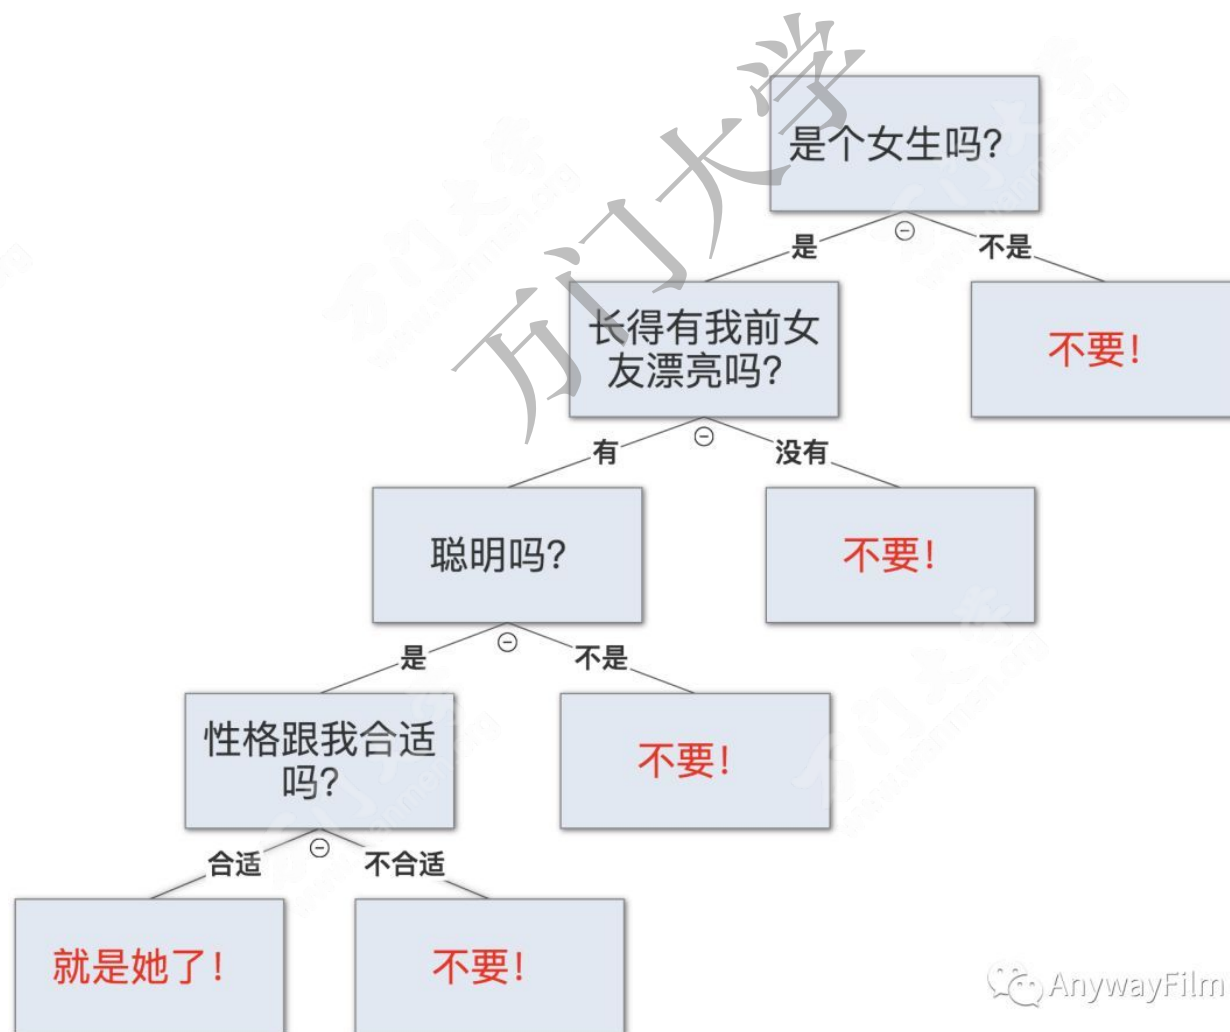 是个女生吗?
是
不是
长得有我前女
友漂亮吗?
不要!
有
没有
聪明吗?
不要!
是
不是
性格跟我合适
吗?
不要!
合适
不合适
就是她了!
不要!
万门大学
AnywayFilm